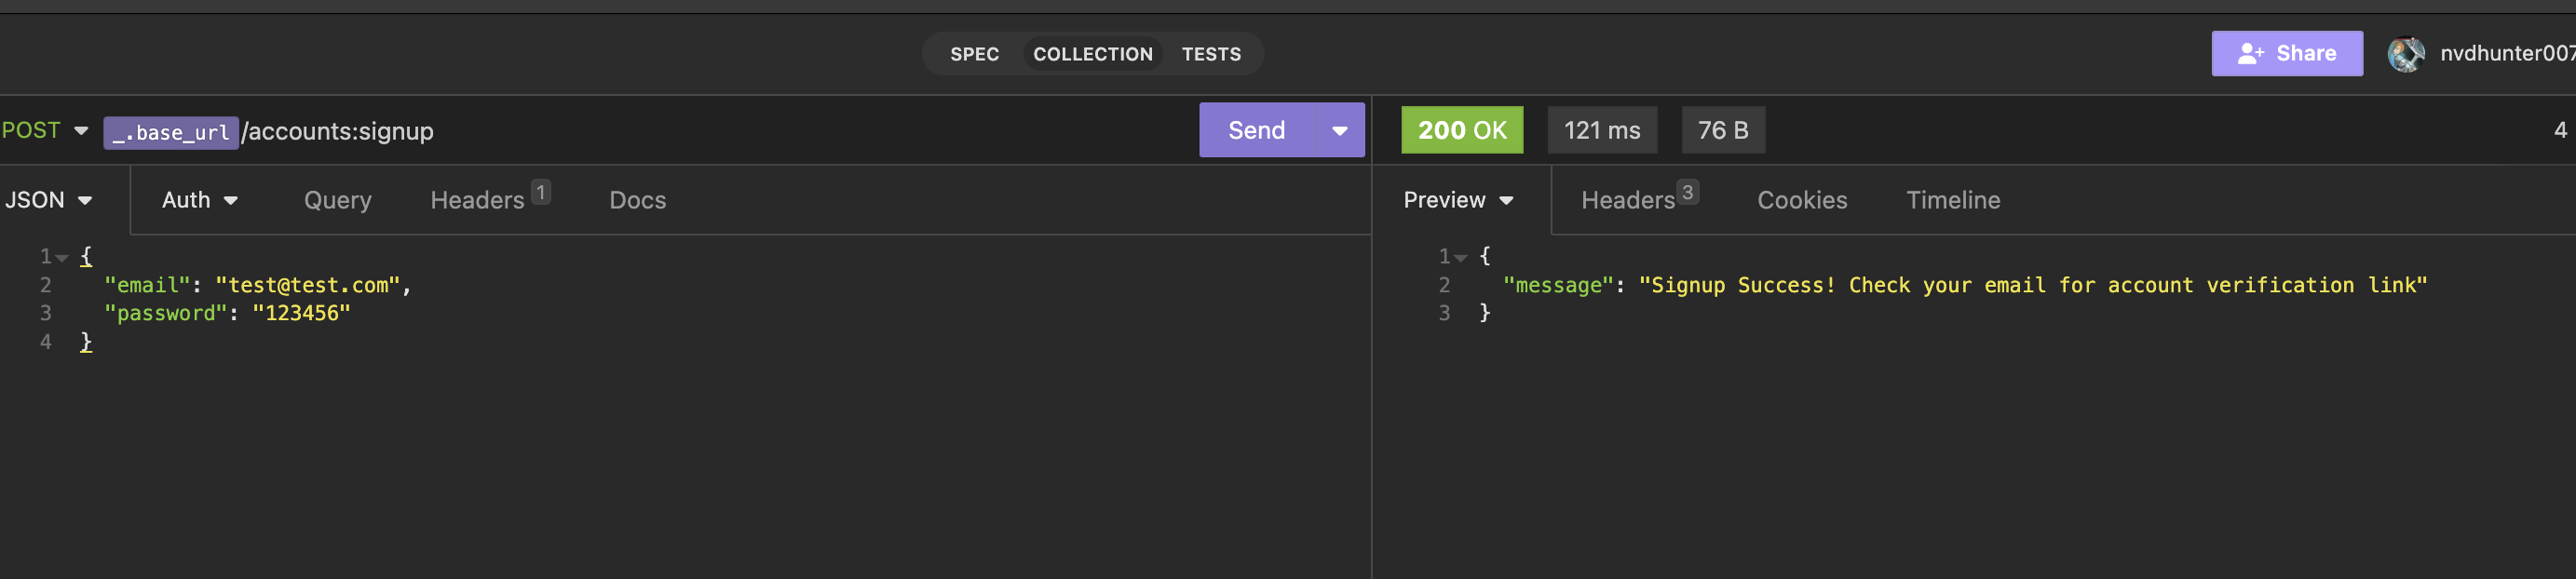 SPEC COLLECTION TESTS
Share nvdhunter007
POST _.base_url/accounts:signup Send
200 OK 121 ms 76 B 4
JSON Auth Query Headers 1 Docs
Preview Headers 3 Cookies Timeline
1 {
2 "email": "test@test.com",
3 "password": "123456"
4 }
1 {
2 "message": "Signup Success! Check your email for account verification link"
3 }